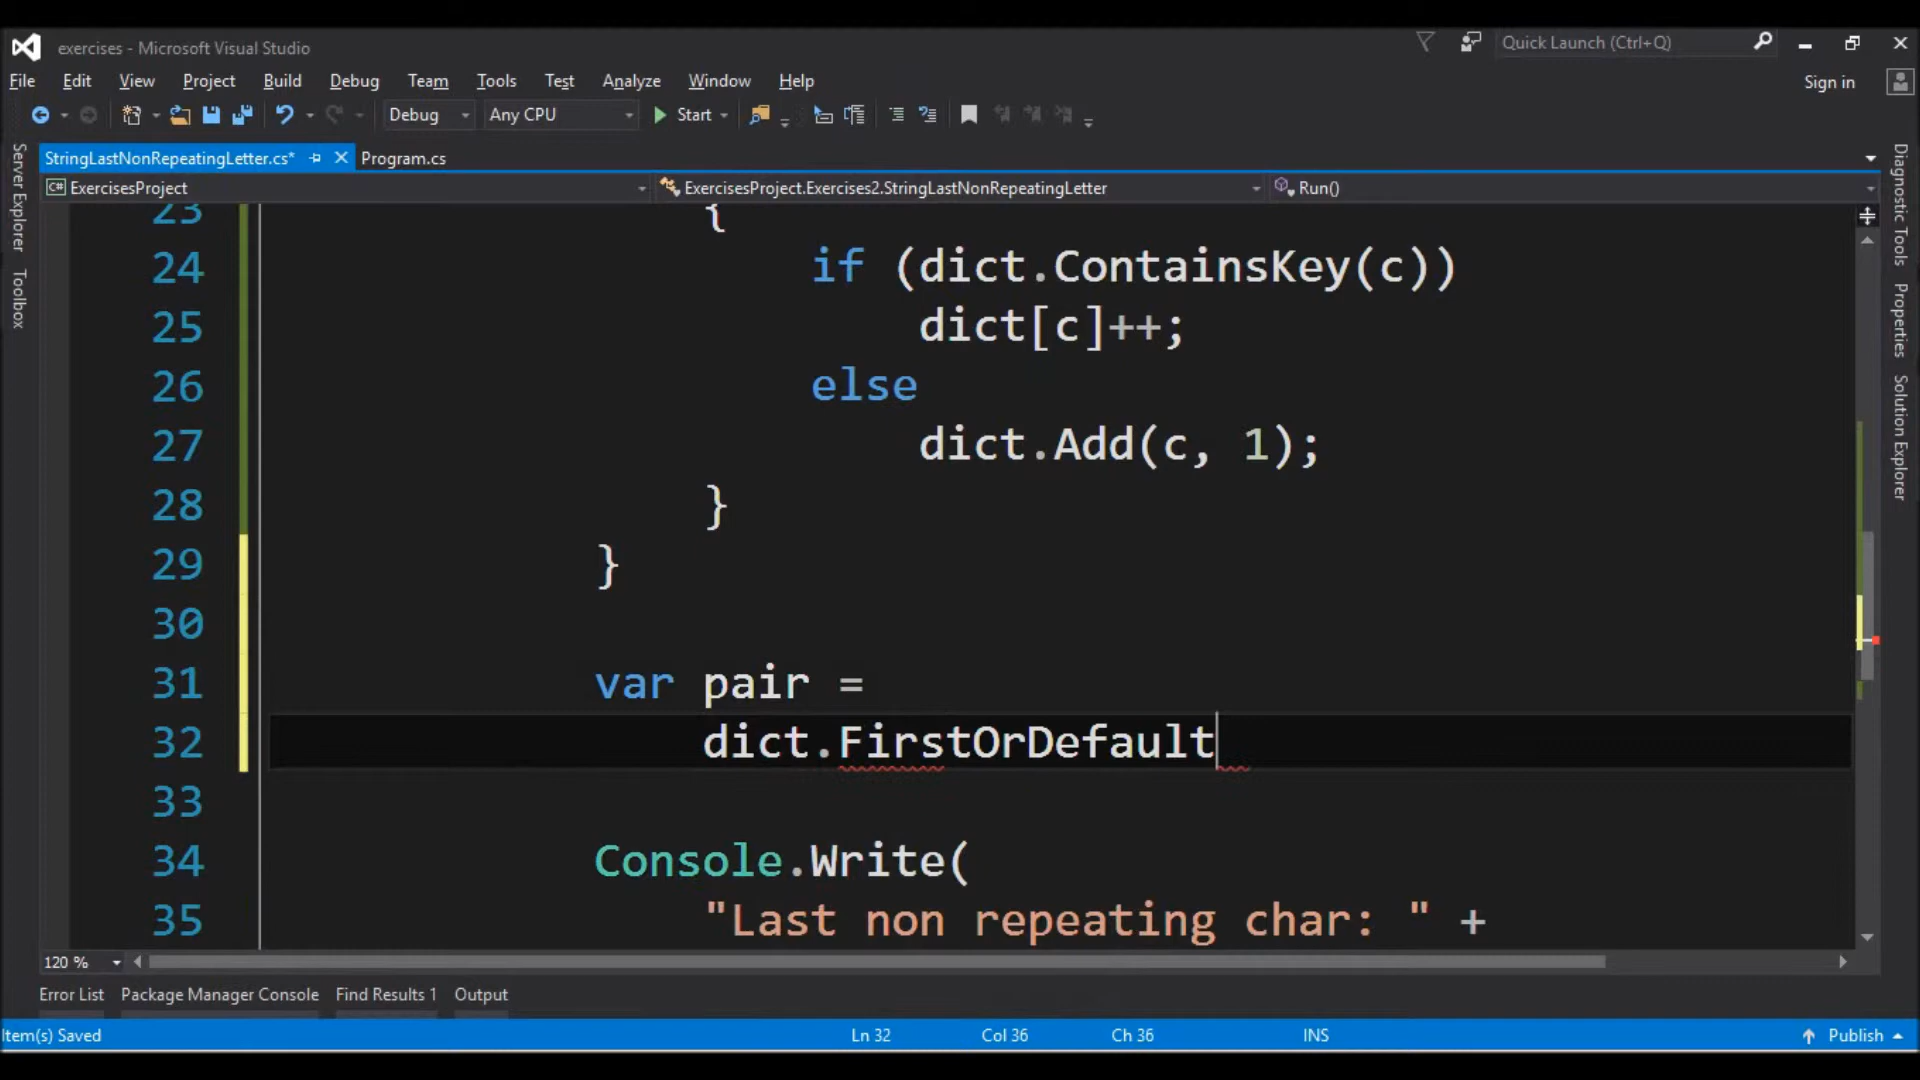 exercises - Microsoft Visual Studio
Quick Launch (Ctrl+Q)
File Edit View Project Build Debug Team Tools Test Analyze Window Help
Sign in
Debug Any CPU Start
StringLastNonRepeatingLetter.cs* Program.cs
C# ExercisesProject ExercisesProject.Exercises2.StringLastNonRepeatingLetter Run()
Server Explorer
Toolbox
Diagnostic Tools
Properties
Solution Explorer
23 {
24 if (dict.ContainsKey(c))
25 dict[c]++;
26 else
27 dict.Add(c, 1);
28 }
29 }
30
31 var pair =
32 dict.FirstOrDefault
33
34 Console.Write(
35 "Last non repeating char: " +
120 %
Error List Package Manager Console Find Results 1 Output
Item(s) Saved Ln 32 Col 36 Ch 36 INS Publish